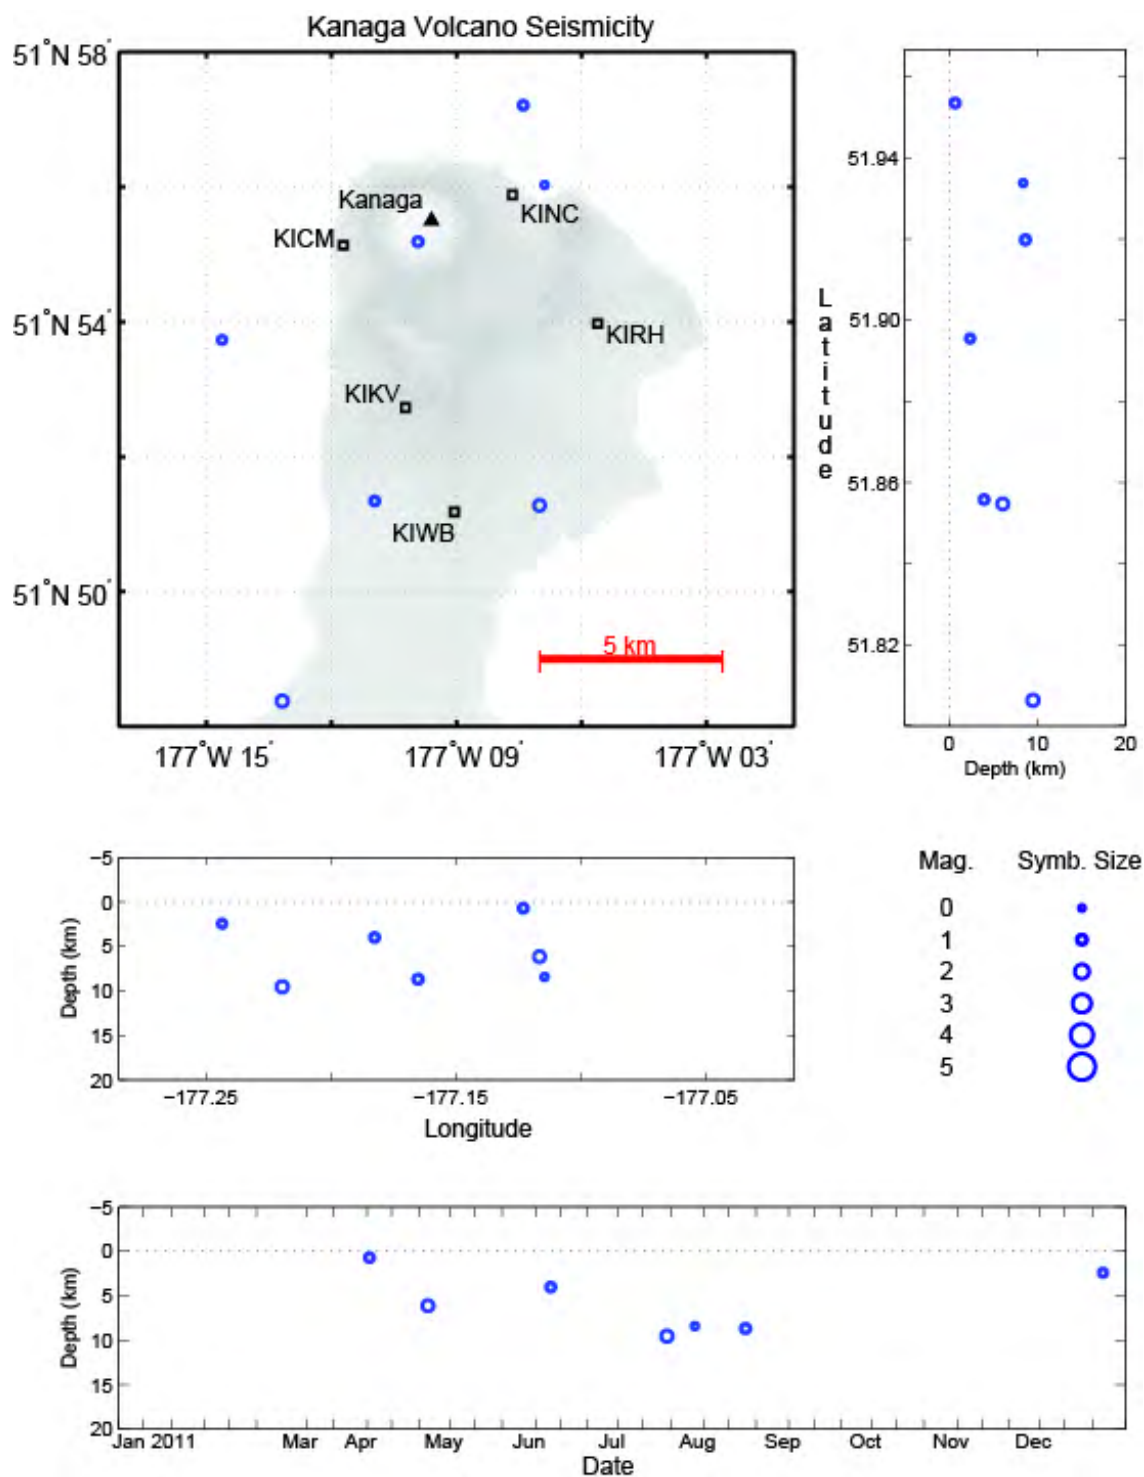 Kanaga Volcano Seismicity
51°N 58'
Kanaga
KINC
KICM
51°N 54'
KIRH
KIKV
KIWB
51°N 50'
5 km
177°W 15'
177°W 09'
177°W 03'
Latitude
51.94
51.90
51.86
51.82
0
10
20
Depth (km)
−5
0
5
10
15
20
Depth (km)
−177.25
−177.15
−177.05
Longitude
Mag. Symb. Size
0
1
2
3
4
5
−5
0
5
10
15
20
Depth (km)
Jan 2011 Mar Apr May Jun Jul Aug Sep Oct Nov Dec
Date